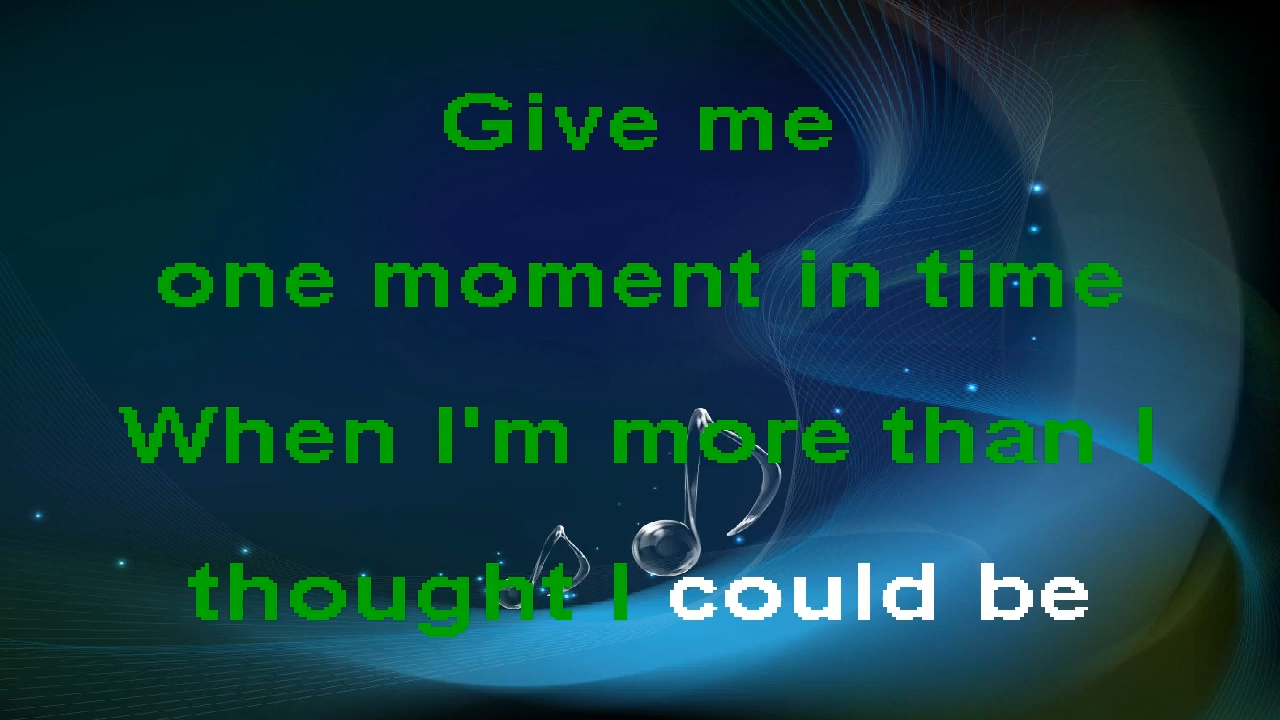 Give me
one moment in time
When I'm more than I
thought I could be